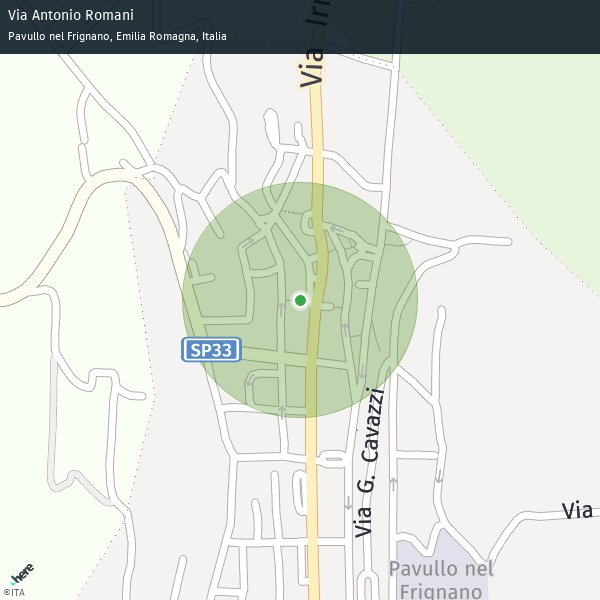 Via Antonio Romani
Pavullo nel Frignano, Emilia Romagna, Italia
Via Irr
SP33
Via G. Cavazzi
Via
Pavullo nel
Frignano
here
©ITA